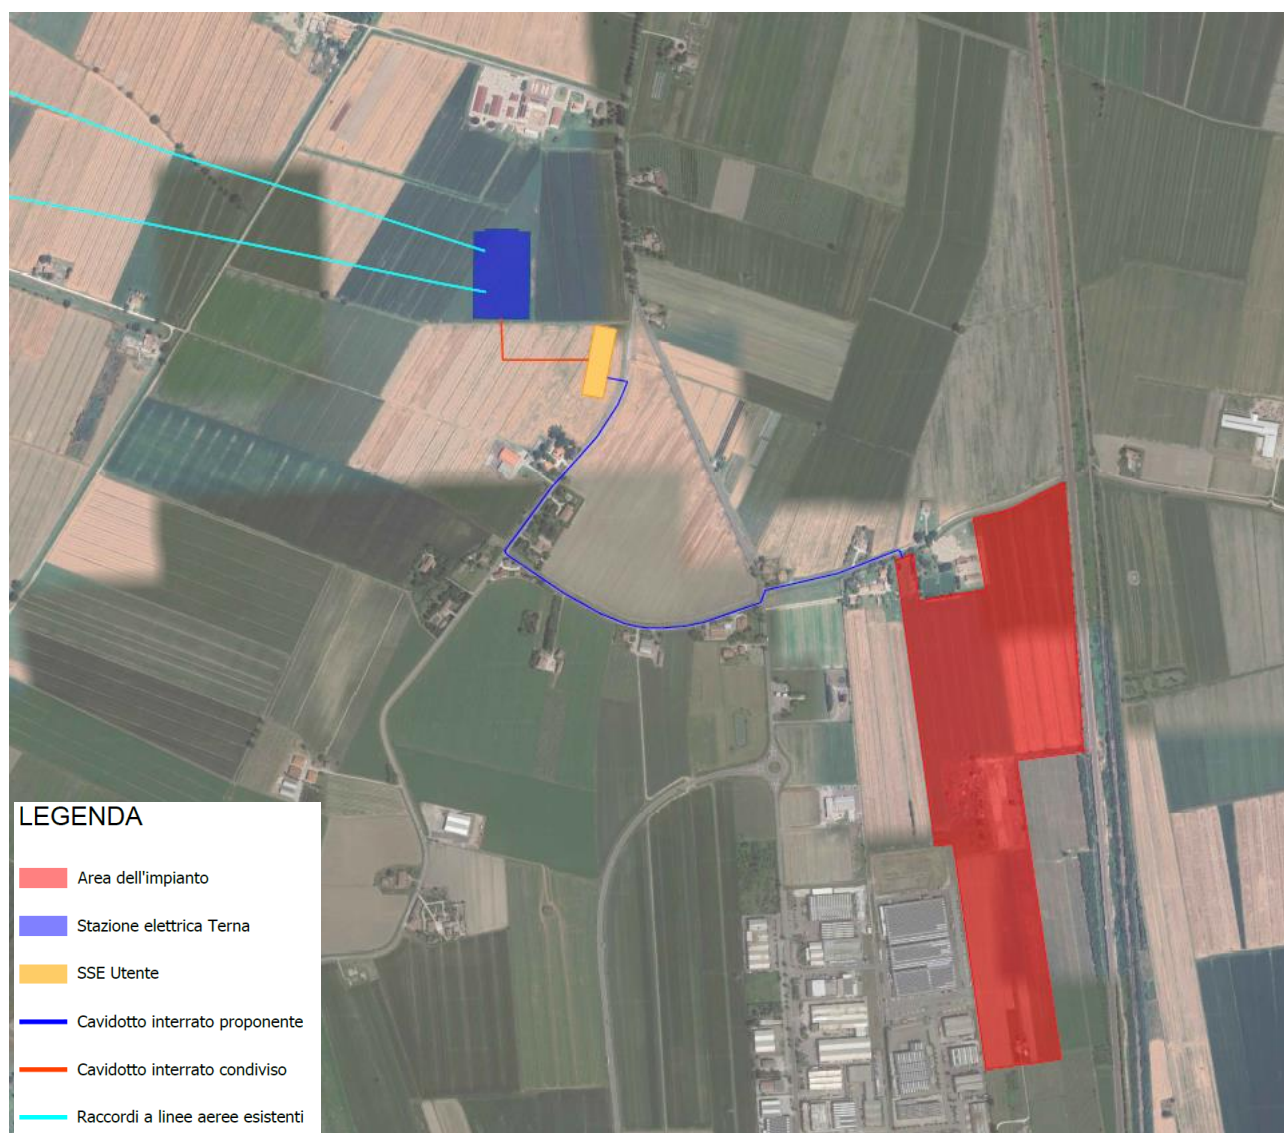 LEGENDA
Area dell'impianto
Stazione elettrica Terna
SSE Utente
Cavidotto interrato proponente
Cavidotto interrato condiviso
Raccordi a linee aeree esistenti